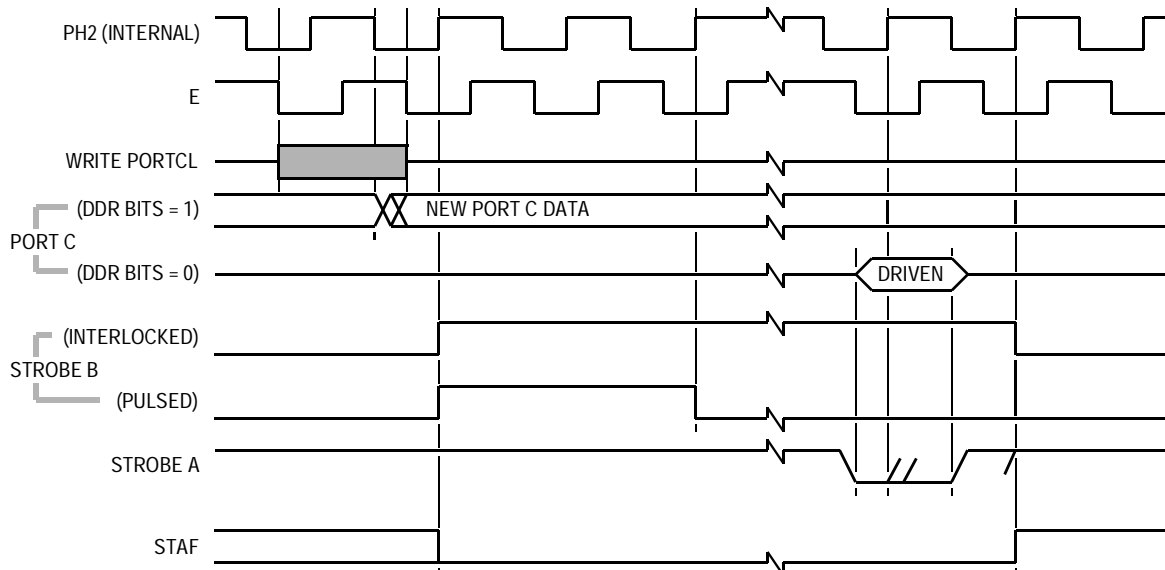 PH2 (INTERNAL)
E
WRITE PORTCL
(DDR BITS = 1)
NEW PORT C DATA
PORT C
(DDR BITS = 0)
DRIVEN
(INTERLOCKED)
STROBE B
(PULSED)
STROBE A
STAF